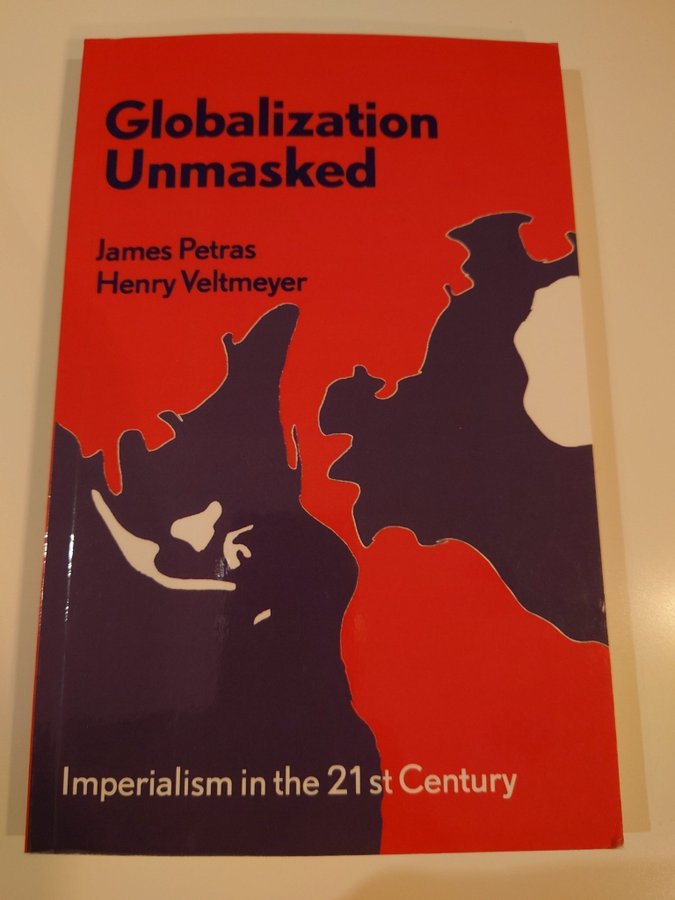 Globalization
Unmasked
James Petras
Henry Veltmeyer
Imperialism in the 21st Century